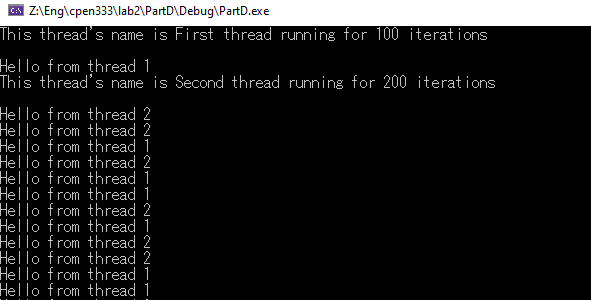 Z:\Eng\cpen333\lab2\PartD\Debug\PartD.exe
This thread's name is First thread running for 100 iterations
Hello from thread 1
This thread's name is Second thread running for 200 iterations
Hello from thread 2
Hello from thread 2
Hello from thread 1
Hello from thread 2
Hello from thread 1
Hello from thread 1
Hello from thread 2
Hello from thread 1
Hello from thread 2
Hello from thread 2
Hello from thread 1
Hello from thread 1